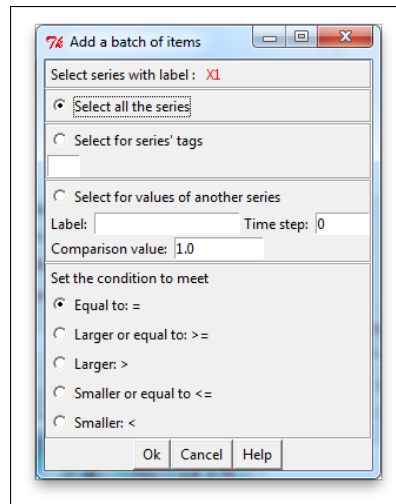 Add a batch of items
Select series with label : X1
Select all the series
Select for series' tags
Select for values of another series
Label: Time step: 0
Comparison value: 1.0
Set the condition to meet
Equal to: =
Larger or equal to: >=
Larger: >
Smaller or equal to <=
Smaller: <
Ok Cancel Help